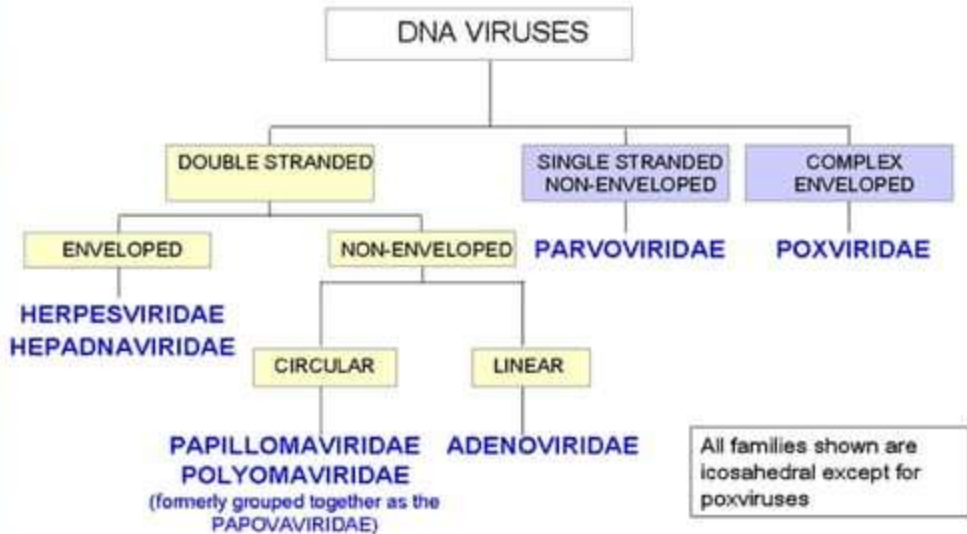 DNA VIRUSES
DOUBLE STRANDED
SINGLE STRANDED
NON-ENVELOPED
COMPLEX
ENVELOPED
ENVELOPED
NON-ENVELOPED
PARVOVIRIDAE
POXVIRIDAE
HERPESVIRIDAE
HEPADNAVIRIDAE
CIRCULAR
LINEAR
PAPILLOMAVIRIDAE
POLYOMAVIRIDAE
(formerly grouped together as the
PAPOVAVIRIDAE)
ADENOVIRIDAE
All families shown are
icosahedral except for
poxviruses